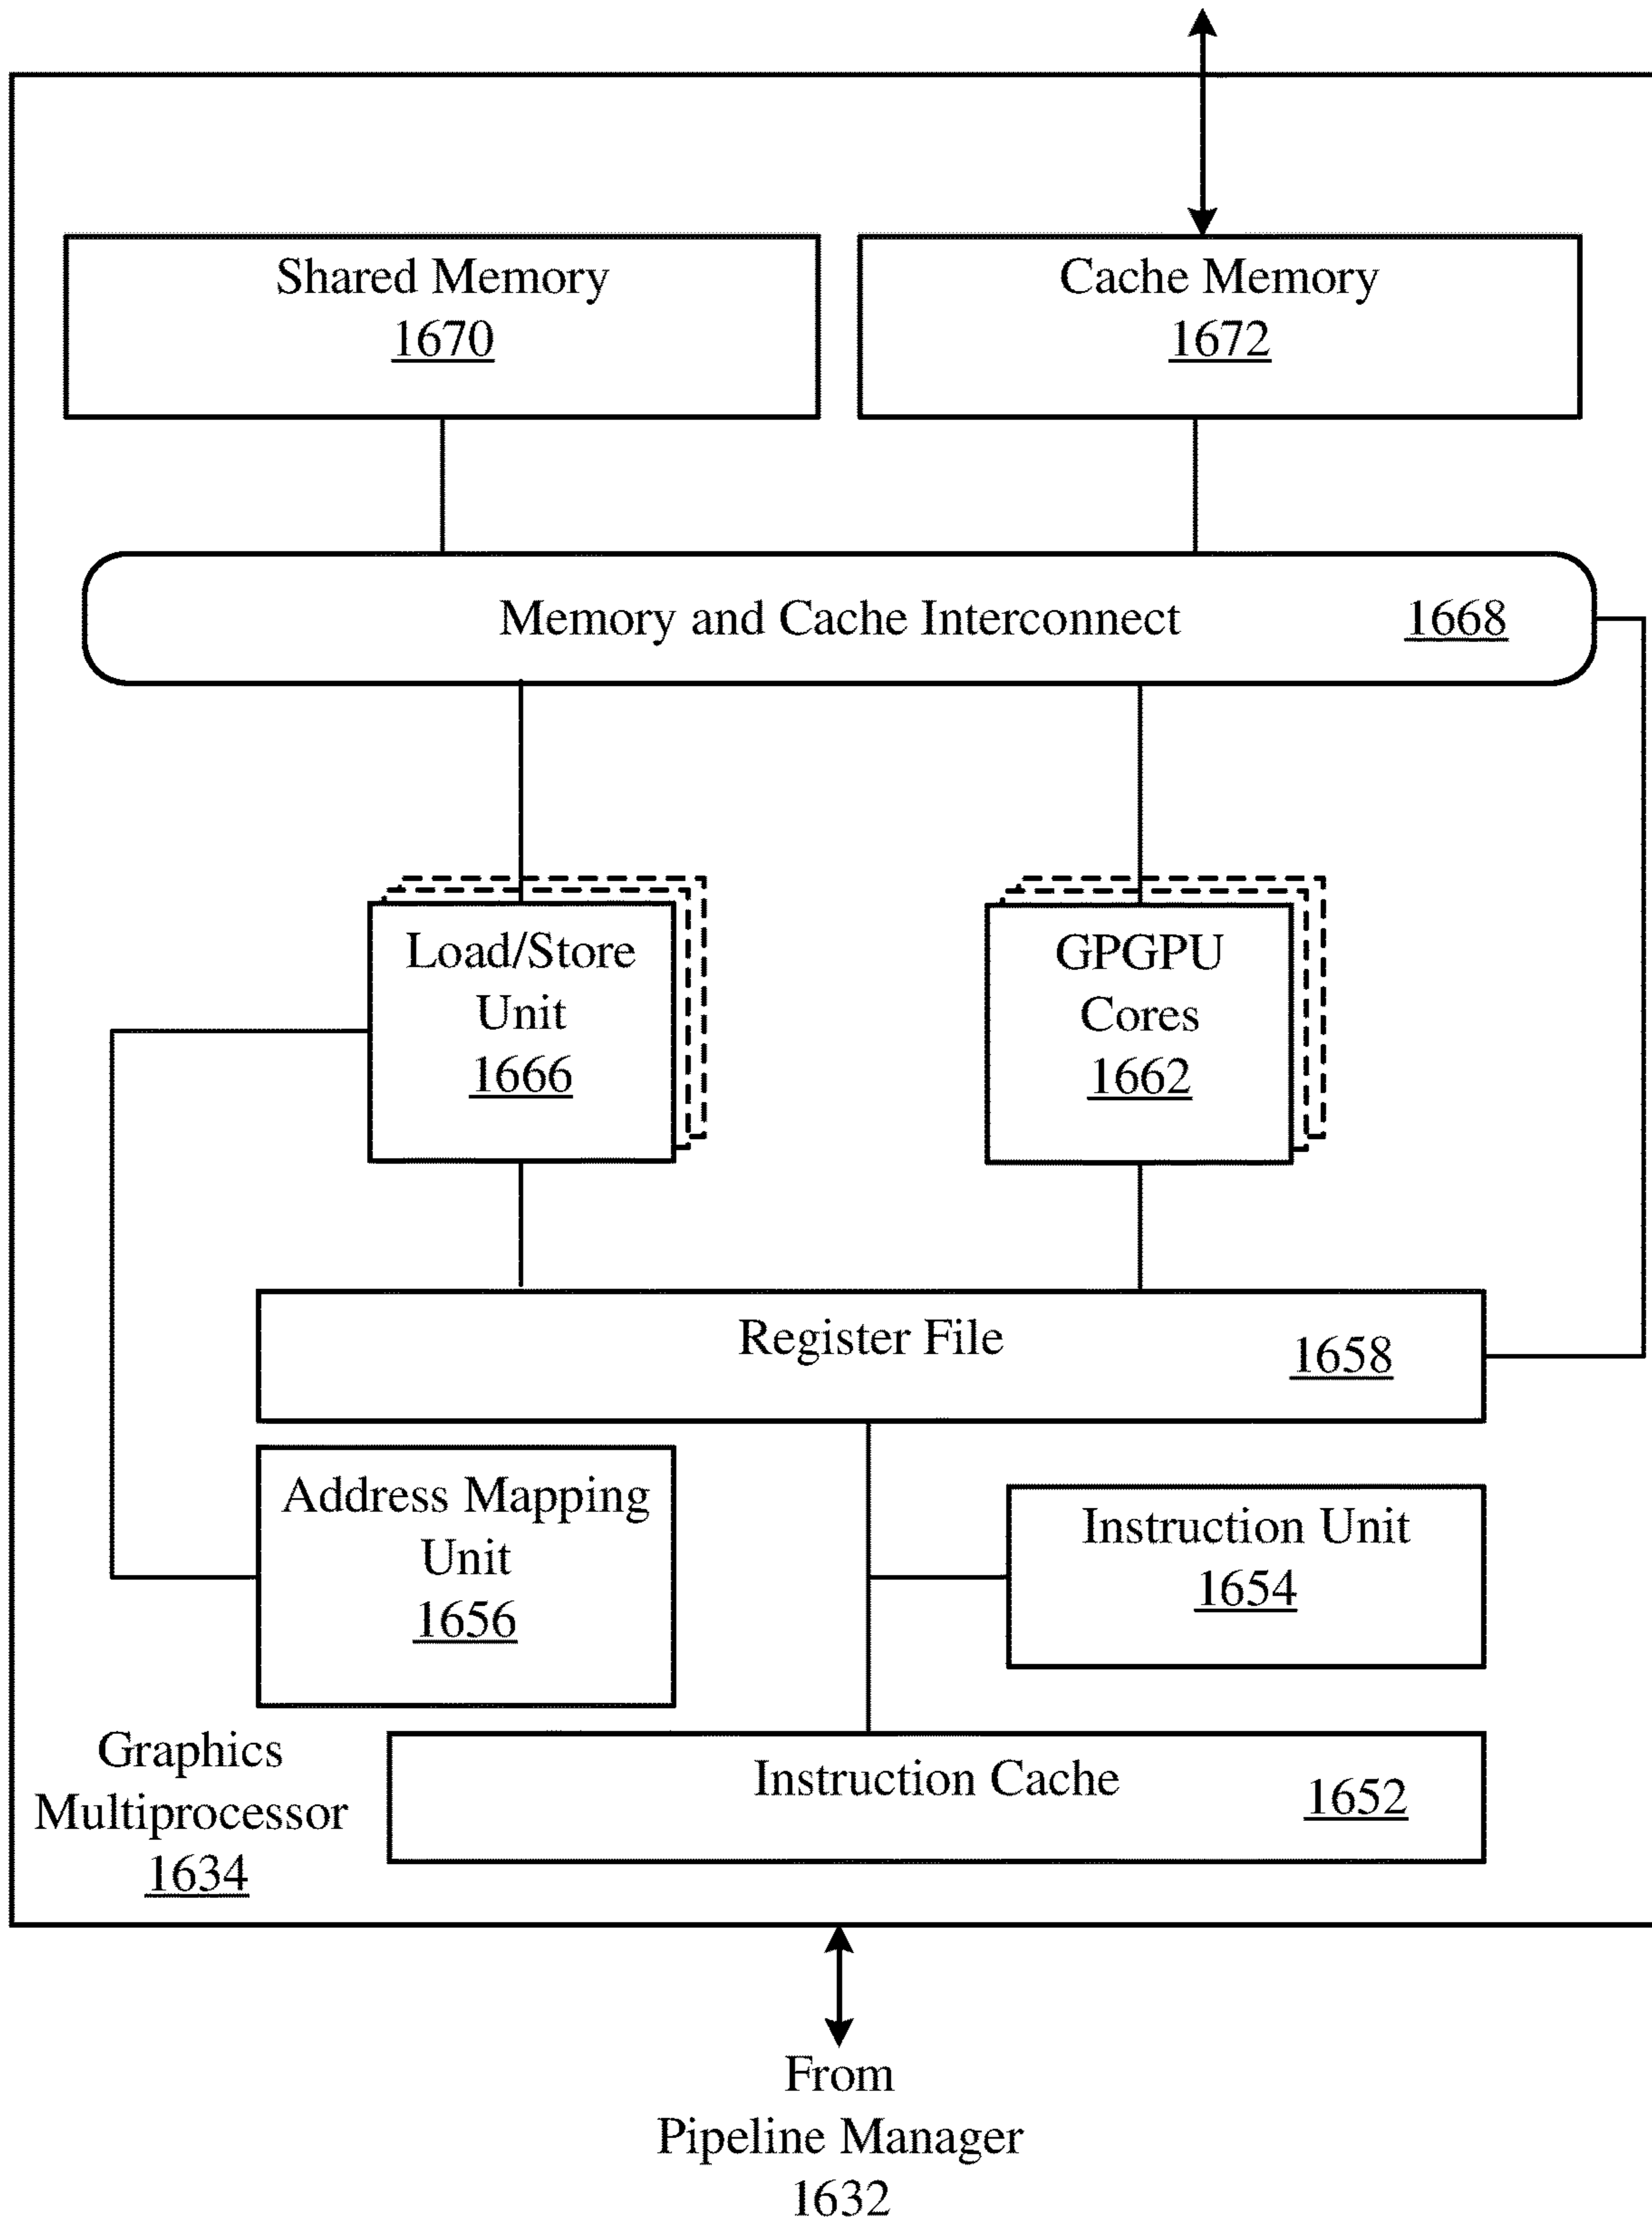 Shared Memory
1670
Cache Memory
1672
Memory and Cache Interconnect 1668
Load/Store
Unit
1666
GPGPU
Cores
1662
Register File 1658
Address Mapping
Unit
1656
Instruction Unit
1654
Graphics
Multiprocessor
1634
Instruction Cache 1652
From
Pipeline Manager
1632